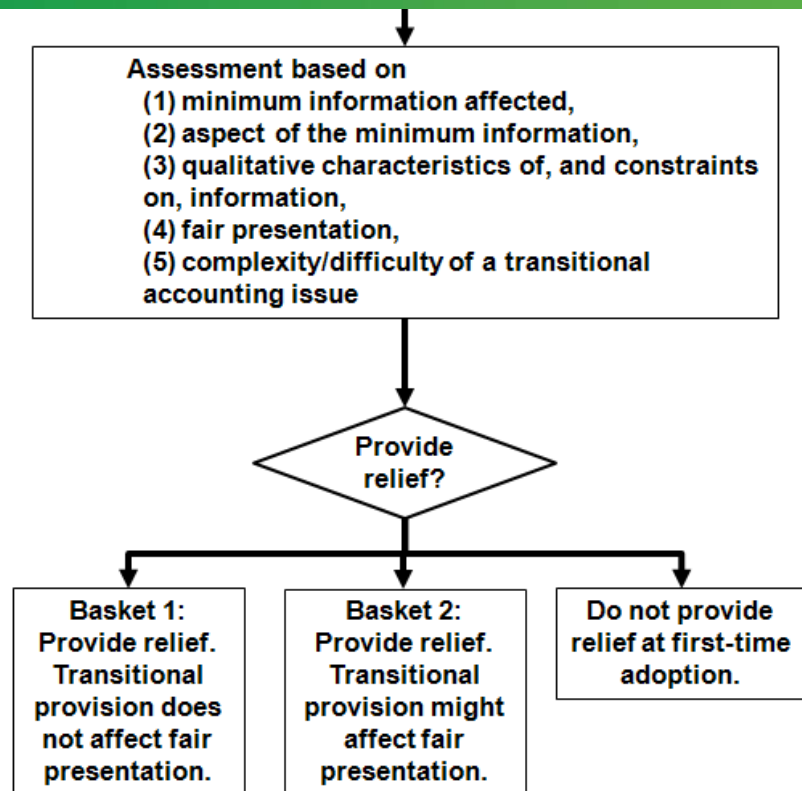 Assessment based on
(1) minimum information affected,
(2) aspect of the minimum information,
(3) qualitative characteristics of, and constraints
on, information,
(4) fair presentation,
(5) complexity/difficulty of a transitional
accounting issue
Provide
relief?
Basket 1:
Provide relief.
Transitional
provision does
not affect fair
presentation.
Basket 2:
Provide relief.
Transitional
provision might
affect fair
presentation.
Do not provide
relief at first-time
adoption.